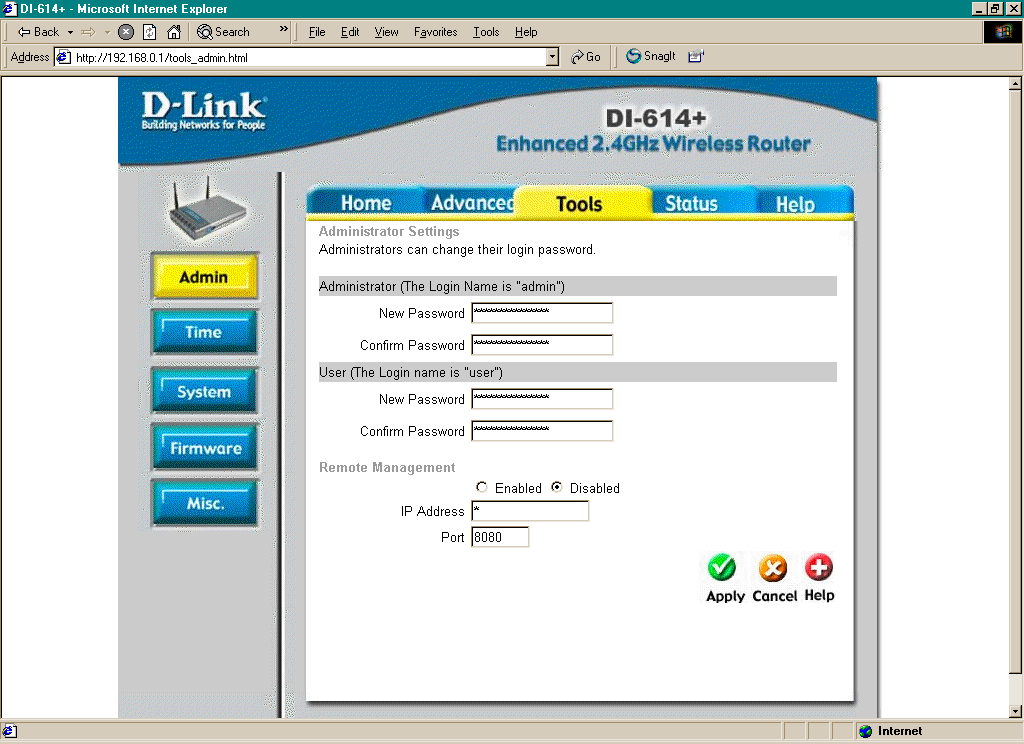 DI-614+ - Microsoft Internet Explorer
Back Search » File Edit View Favorites Tools Help
Address http://192.168.0.1/tools_admin.html Go SnagIt
D-Link
Building Networks for People
DI-614+
Enhanced 2.4GHz Wireless Router
Home Advanced Tools Status Help
Admin
Time
System
Firmware
Misc.
Administrator Settings
Administrators can change their login password.
Administrator (The Login Name is "admin")
New Password ****************
Confirm Password ****************
User (The Login name is "user")
New Password ****************
Confirm Password ****************
Remote Management
Enabled Disabled
IP Address *
Port 8080
Apply Cancel Help
Internet